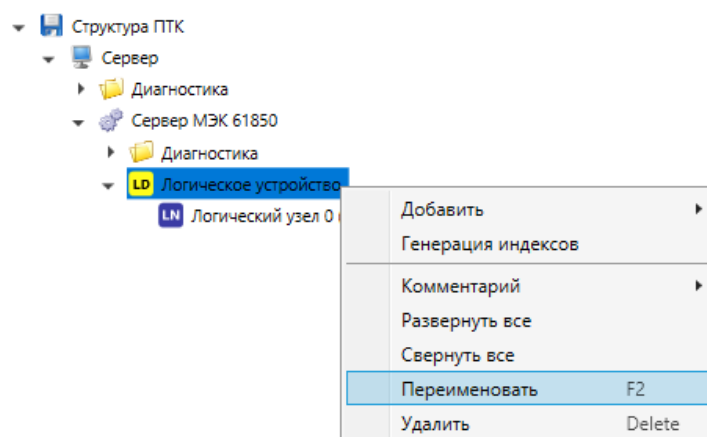 Структура ПТК
Сервер
Диагностика
Сервер МЭК 61850
Диагностика
LD Логическое устройство
LN Логический узел 0
Добавить
Генерация индексов
Комментарий
Развернуть все
Свернуть все
Переименовать F2
Удалить Delete